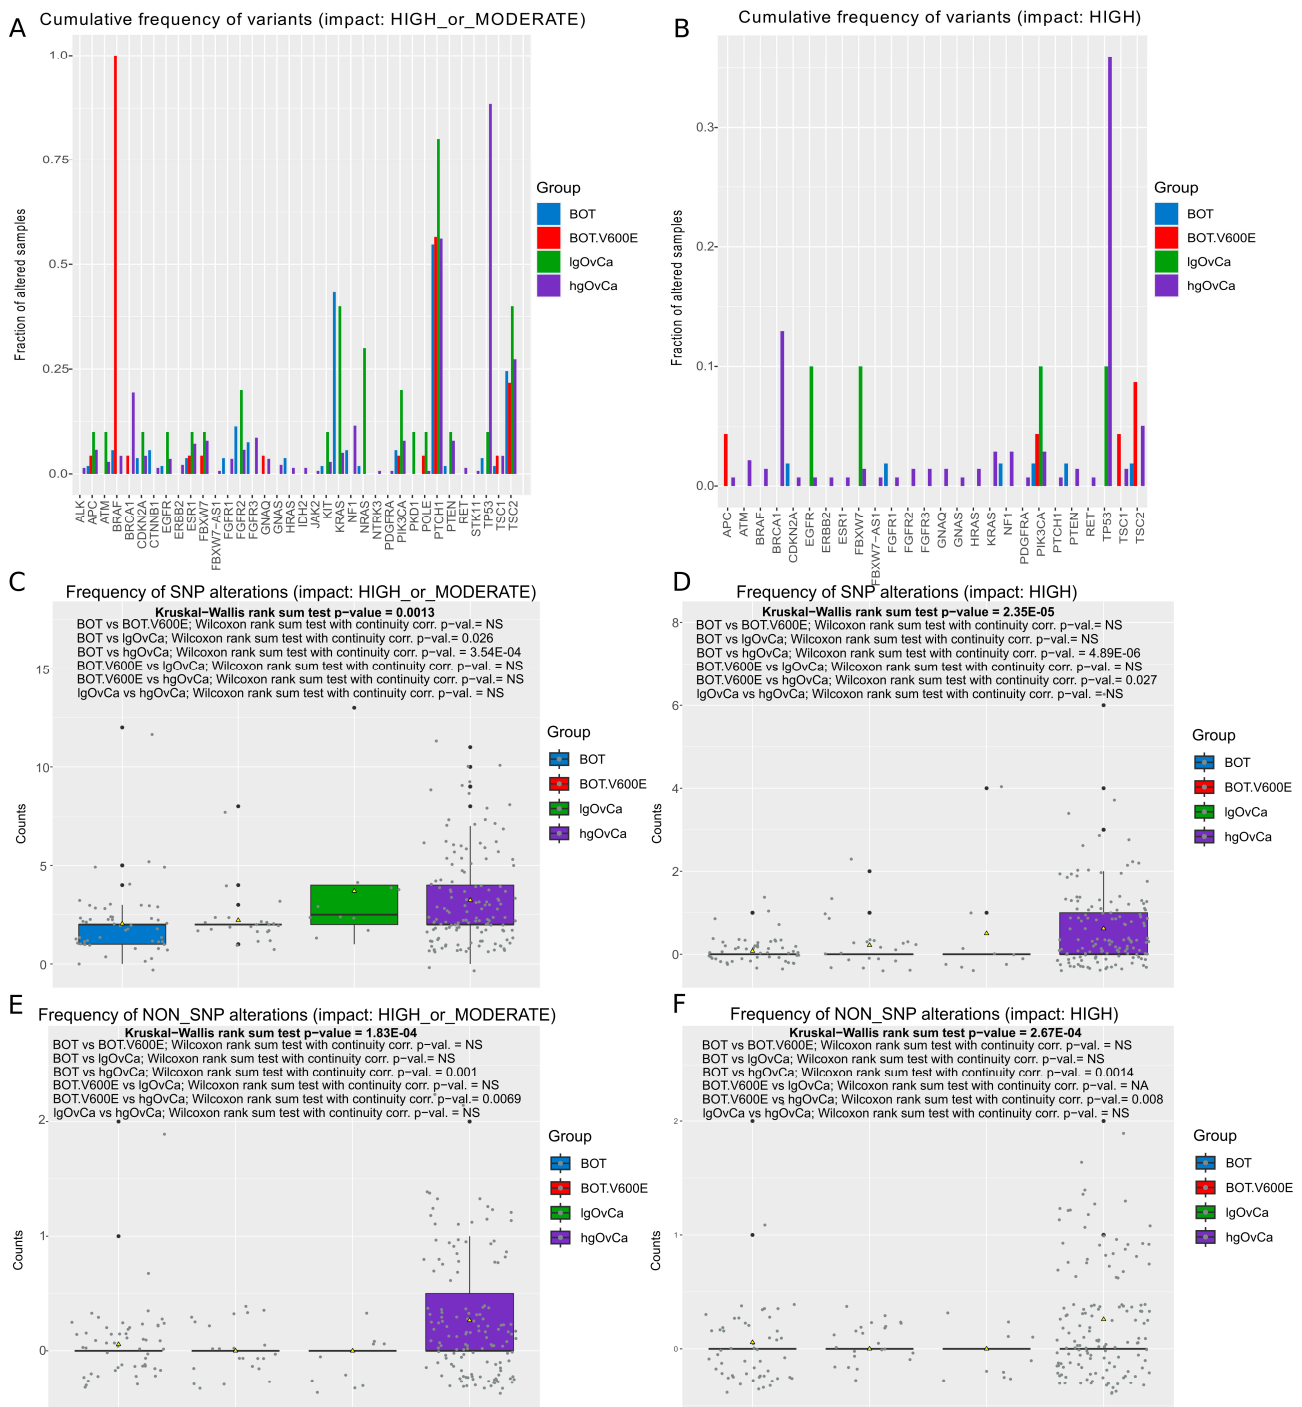 A
Cumulative frequency of variants (impact: HIGH_or_MODERATE)
Fraction of altered samples
1.0
0.75
0.5
0.25
0.0
ALK
APC
ATM
BRAF
BRCA1
CDKN2A
CTNNB1
EGFR
ERBB2
ESR1
FBXW7
FBXW7−AS1
FGFR1
FGFR2
FGFR3
GNAQ
GNAS
HRAS
IDH2
JAK2
KIT
KRAS
NF1
NRAS
NTRK3
PDGFRA
PIK3CA
PKD1
POLE
PTCH1
PTEN
RET
STK11
TP53
TSC1
TSC2
Group
BOT
BOT.V600E
lgOvCa
hgOvCa
B
Cumulative frequency of variants (impact: HIGH)
Fraction of altered samples
0.3
0.2
0.1
0.0
APC
ATM
BRAF
BRCA1
CDKN2A
EGFR
ERBB2
ESR1
FBXW7
FBXW7−AS1
FGFR1
FGFR2
FGFR3
GNAQ
GNAS
HRAS
KRAS
NF1
PDGFRA
PIK3CA
PTCH1
PTEN
RET
TP53
TSC1
TSC2
Group
BOT
BOT.V600E
lgOvCa
hgOvCa
C
Frequency of SNP alterations (impact: HIGH_or_MODERATE)
Kruskal−Wallis rank sum test p−value = 0.0013
BOT vs BOT.V600E; Wilcoxon rank sum test with continuity corr. p−val.= NS
BOT vs lgOvCa; Wilcoxon rank sum test with continuity corr. p−val.= 0.026
BOT vs hgOvCa; Wilcoxon rank sum test with continuity corr. p−val. = 3.54E-04
BOT.V600E vs lgOvCa; Wilcoxon rank sum test with continuity corr. p−val. = NS
BOT.V600E vs hgOvCa; Wilcoxon rank sum test with continuity corr. p−val.= NS
lgOvCa vs hgOvCa; Wilcoxon rank sum test with continuity corr. p−val. = NS
Counts
15
10
5
0
Group
BOT
BOT.V600E
lgOvCa
hgOvCa
D
Frequency of SNP alterations (impact: HIGH)
Kruskal−Wallis rank sum test p−value = 2.35E-05
BOT vs BOT.V600E; Wilcoxon rank sum test with continuity corr. p−val.= NS
BOT vs lgOvCa; Wilcoxon rank sum test with continuity corr. p−val.= NS
BOT vs hgOvCa; Wilcoxon rank sum test with continuity corr. p−val. = 4.89E-06
BOT.V600E vs lgOvCa; Wilcoxon rank sum test with continuity corr. p−val. = NS
BOT.V600E vs hgOvCa; Wilcoxon rank sum test with continuity corr. p−val.= 0.027
lgOvCa vs hgOvCa; Wilcoxon rank sum test with continuity corr. p−val. = NS
Counts
8
6
4
2
0
Group
BOT
BOT.V600E
lgOvCa
hgOvCa
E
Frequency of NON_SNP alterations (impact: HIGH_or_MODERATE)
Kruskal−Wallis rank sum test p−value = 1.83E-04
BOT vs BOT.V600E; Wilcoxon rank sum test with continuity corr. p−val.= NS
BOT vs lgOvCa; Wilcoxon rank sum test with continuity corr. p−val.= NS
BOT vs hgOvCa; Wilcoxon rank sum test with continuity corr. p−val. = 0.001
BOT.V600E vs lgOvCa; Wilcoxon rank sum test with continuity corr. p−val. = NS
BOT.V600E vs hgOvCa; Wilcoxon rank sum test with continuity corr. p−val.= 0.0069
lgOvCa vs hgOvCa; Wilcoxon rank sum test with continuity corr. p−val. = NS
Counts
2
1
0
Group
BOT
BOT.V600E
lgOvCa
hgOvCa
F
Frequency of NON_SNP alterations (impact: HIGH)
Kruskal−Wallis rank sum test p−value = 2.67E-04
BOT vs BOT.V600E; Wilcoxon rank sum test with continuity corr. p−val. = NS
BOT vs lgOvCa; Wilcoxon rank sum test with continuity corr. p−val. = NS
BOT vs hgOvCa; Wilcoxon rank sum test with continuity corr. p−val. = 0.0014
BOT.V600E vs lgOvCa; Wilcoxon rank sum test with continuity corr. p−val. = NA
BOT.V600E vs hgOvCa; Wilcoxon rank sum test with continuity corr. p−val.= 0.008
lgOvCa vs hgOvCa; Wilcoxon rank sum test with continuity corr. p−val. = NS
Counts
2
1
0
Group
BOT
BOT.V600E
lgOvCa
hgOvCa